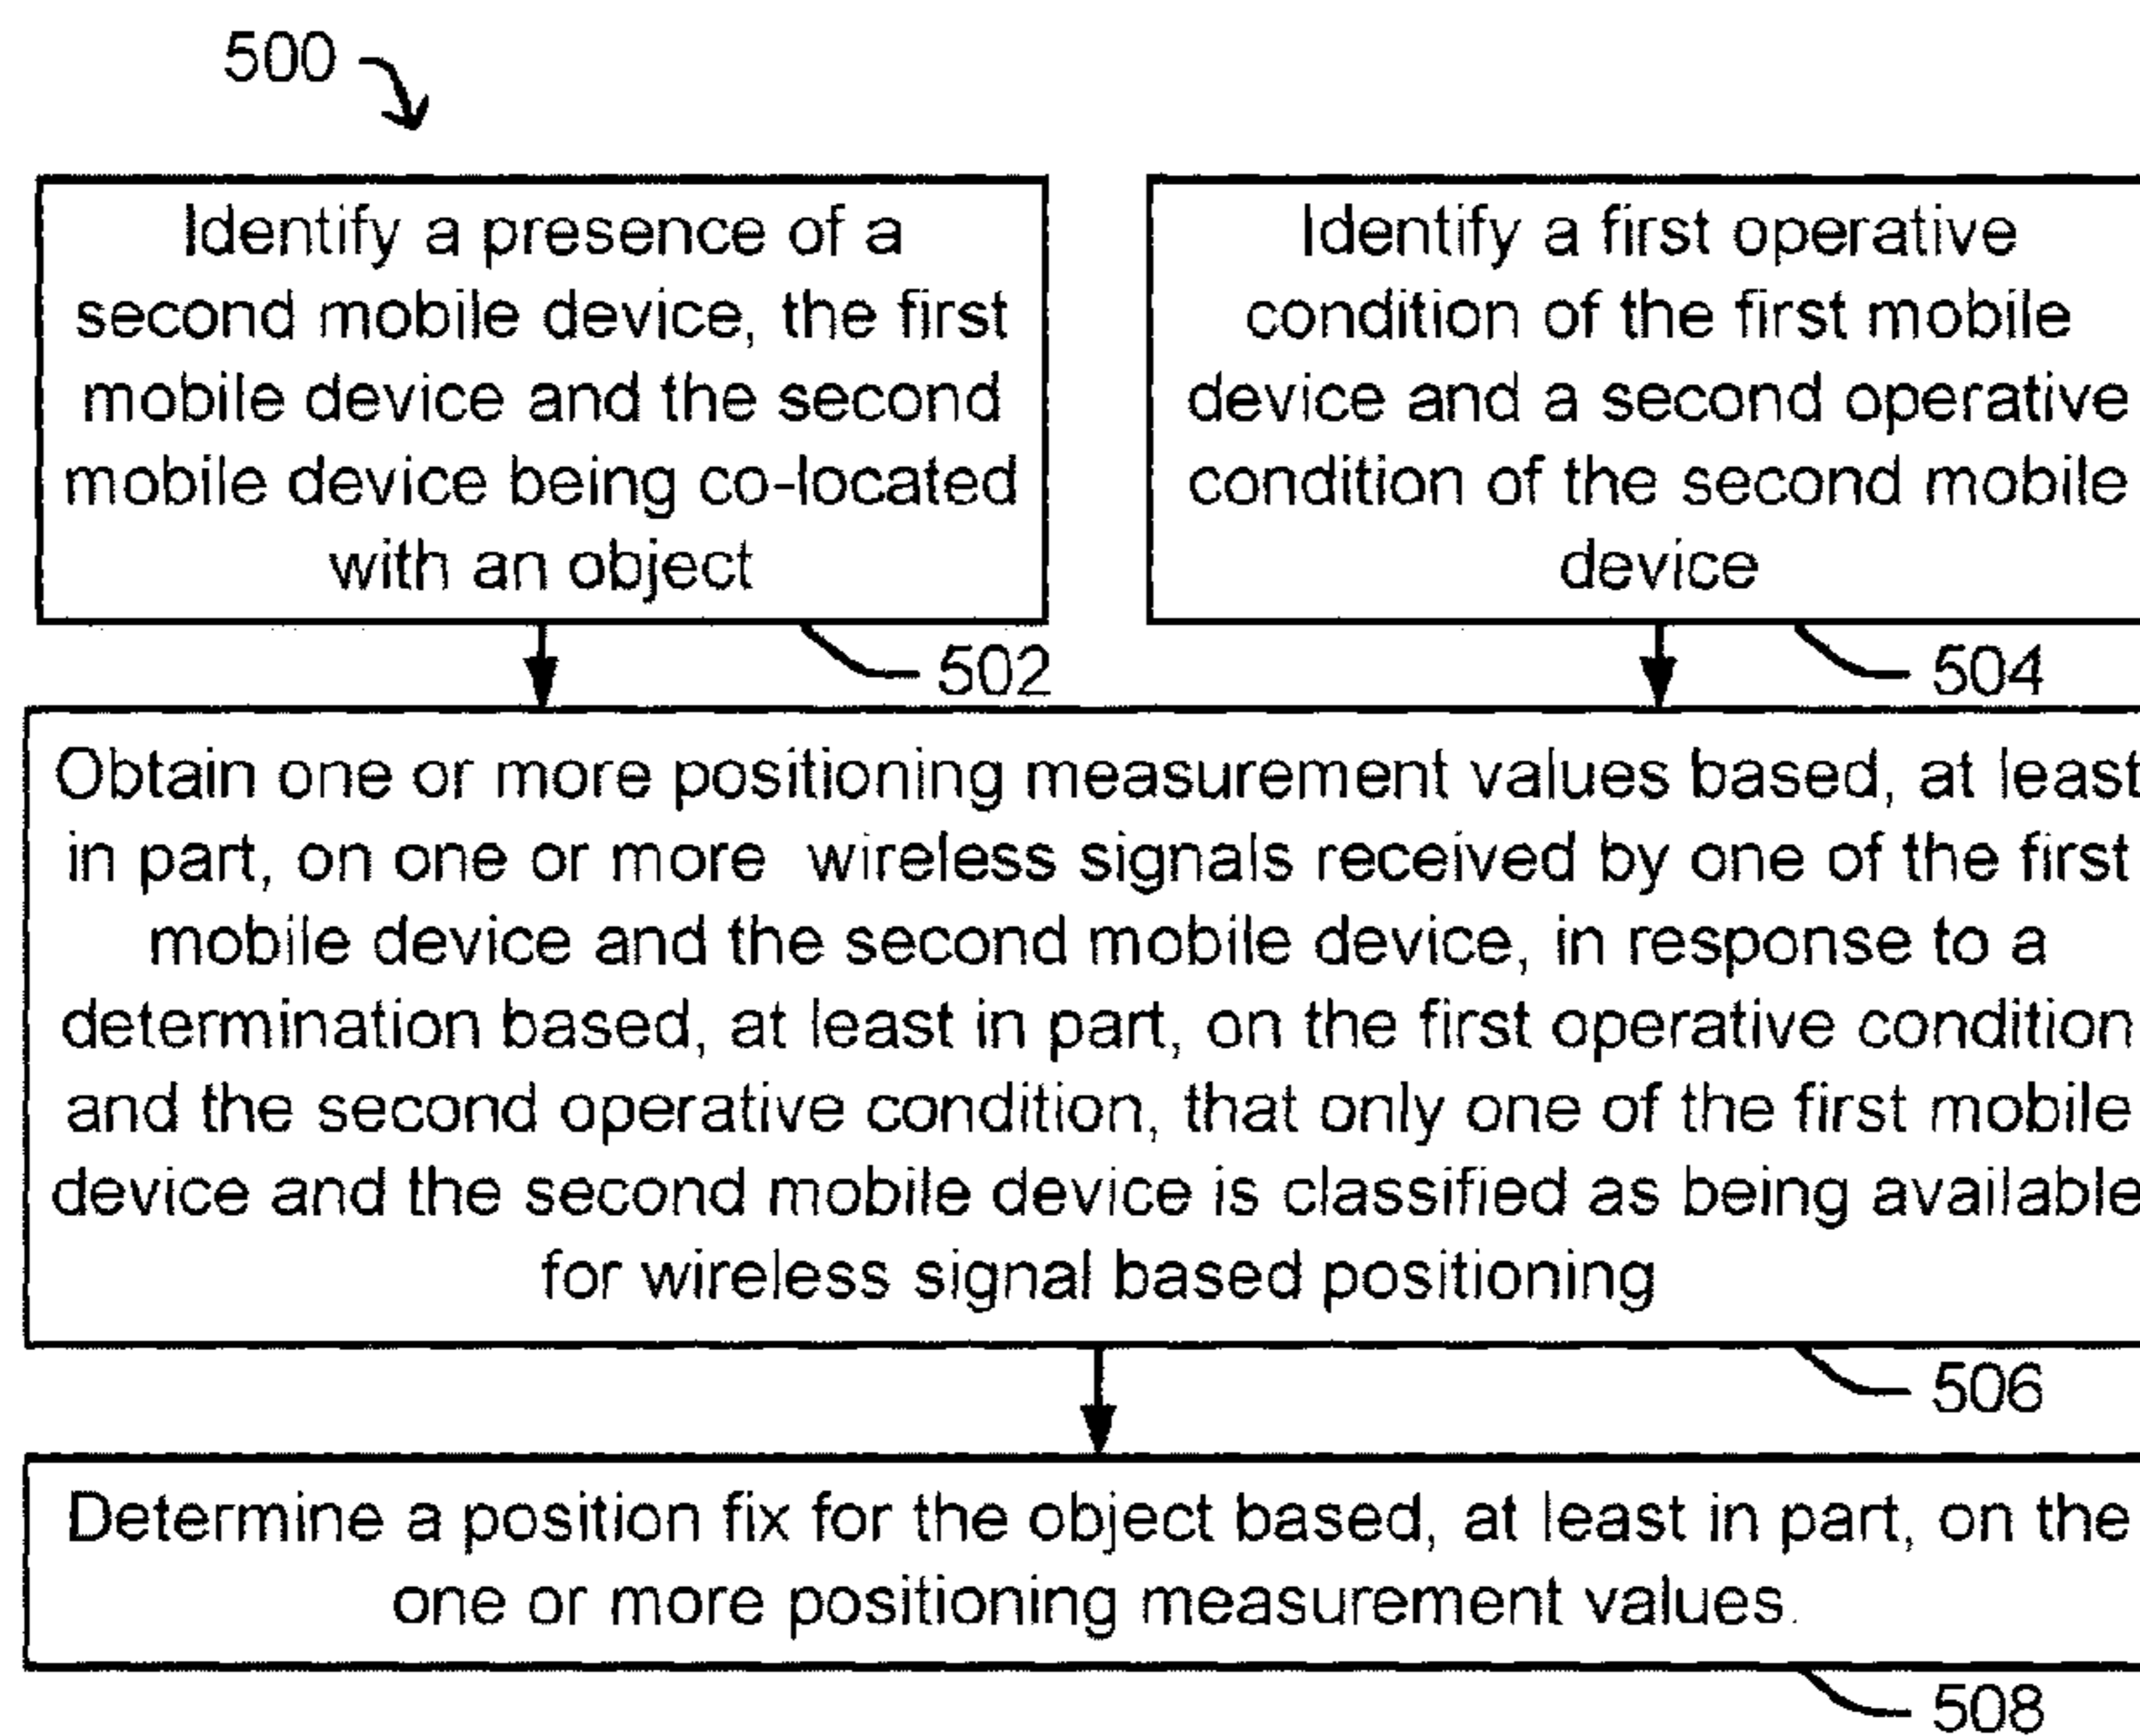 500
Identify a presence of a
second mobile device, the first
mobile device and the second
mobile device being co-located
with an object
502
Identify a first operative
condition of the first mobile
device and a second operative
condition of the second mobile
device
504
Obtain one or more positioning measurement values based, at least
in part, on one or more wireless signals received by one of the first
mobile device and the second mobile device, in response to a
determination based, at least in part, on the first operative condition
and the second operative condition, that only one of the first mobile
device and the second mobile device is classified as being available
for wireless signal based positioning
506
Determine a position fix for the object based, at least in part, on the
one or more positioning measurement values.
508